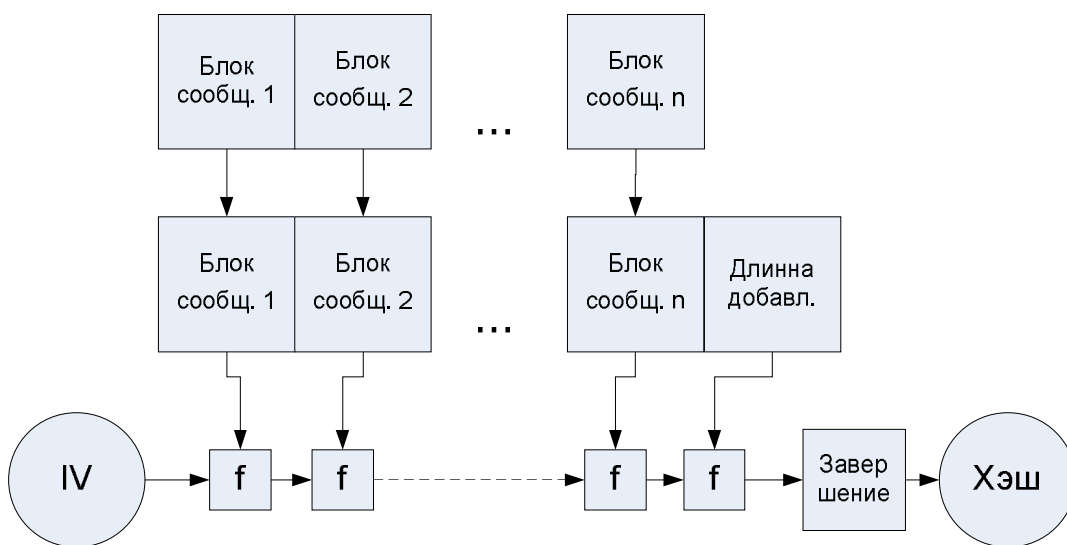 Блок
сообщ. 1
Блок
сообщ. 2
...
Блок
сообщ. n
Блок
сообщ. 1
Блок
сообщ. 2
...
Блок
сообщ. n
Длинна
добавл.
IV
f
f
f
f
Завер
шение
Хэш